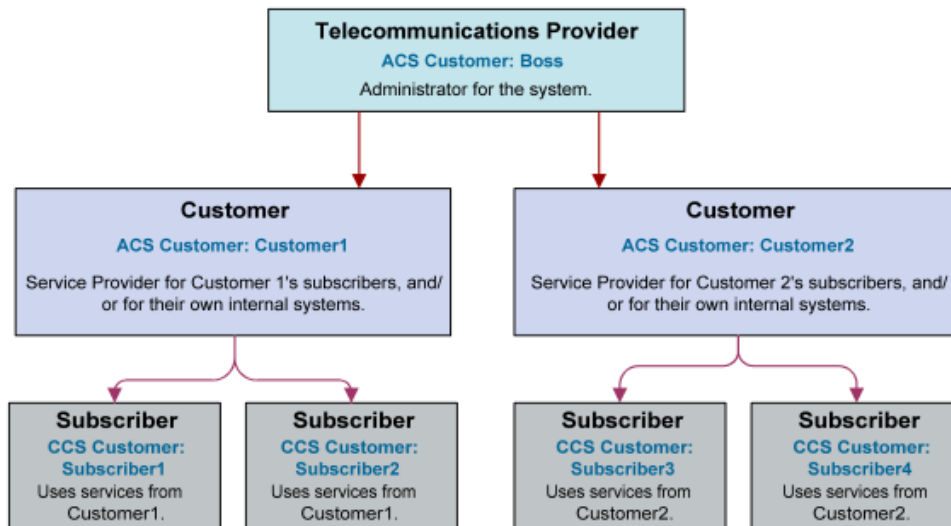 Telecommunications Provider
ACS Customer: Boss
Administrator for the system.
Customer
ACS Customer: Customer1
Service Provider for Customer 1's subscribers, and/
or for their own internal systems.
Customer
ACS Customer: Customer2
Service Provider for Customer 2's subscribers, and/
or for their own internal systems.
Subscriber
CCS Customer:
Subscriber1
Uses services from
Customer1.
Subscriber
CCS Customer:
Subscriber2
Uses services from
Customer1.
Subscriber
CCS Customer:
Subscriber3
Uses services from
Customer2.
Subscriber
CCS Customer:
Subscriber4
Uses services from
Customer2.